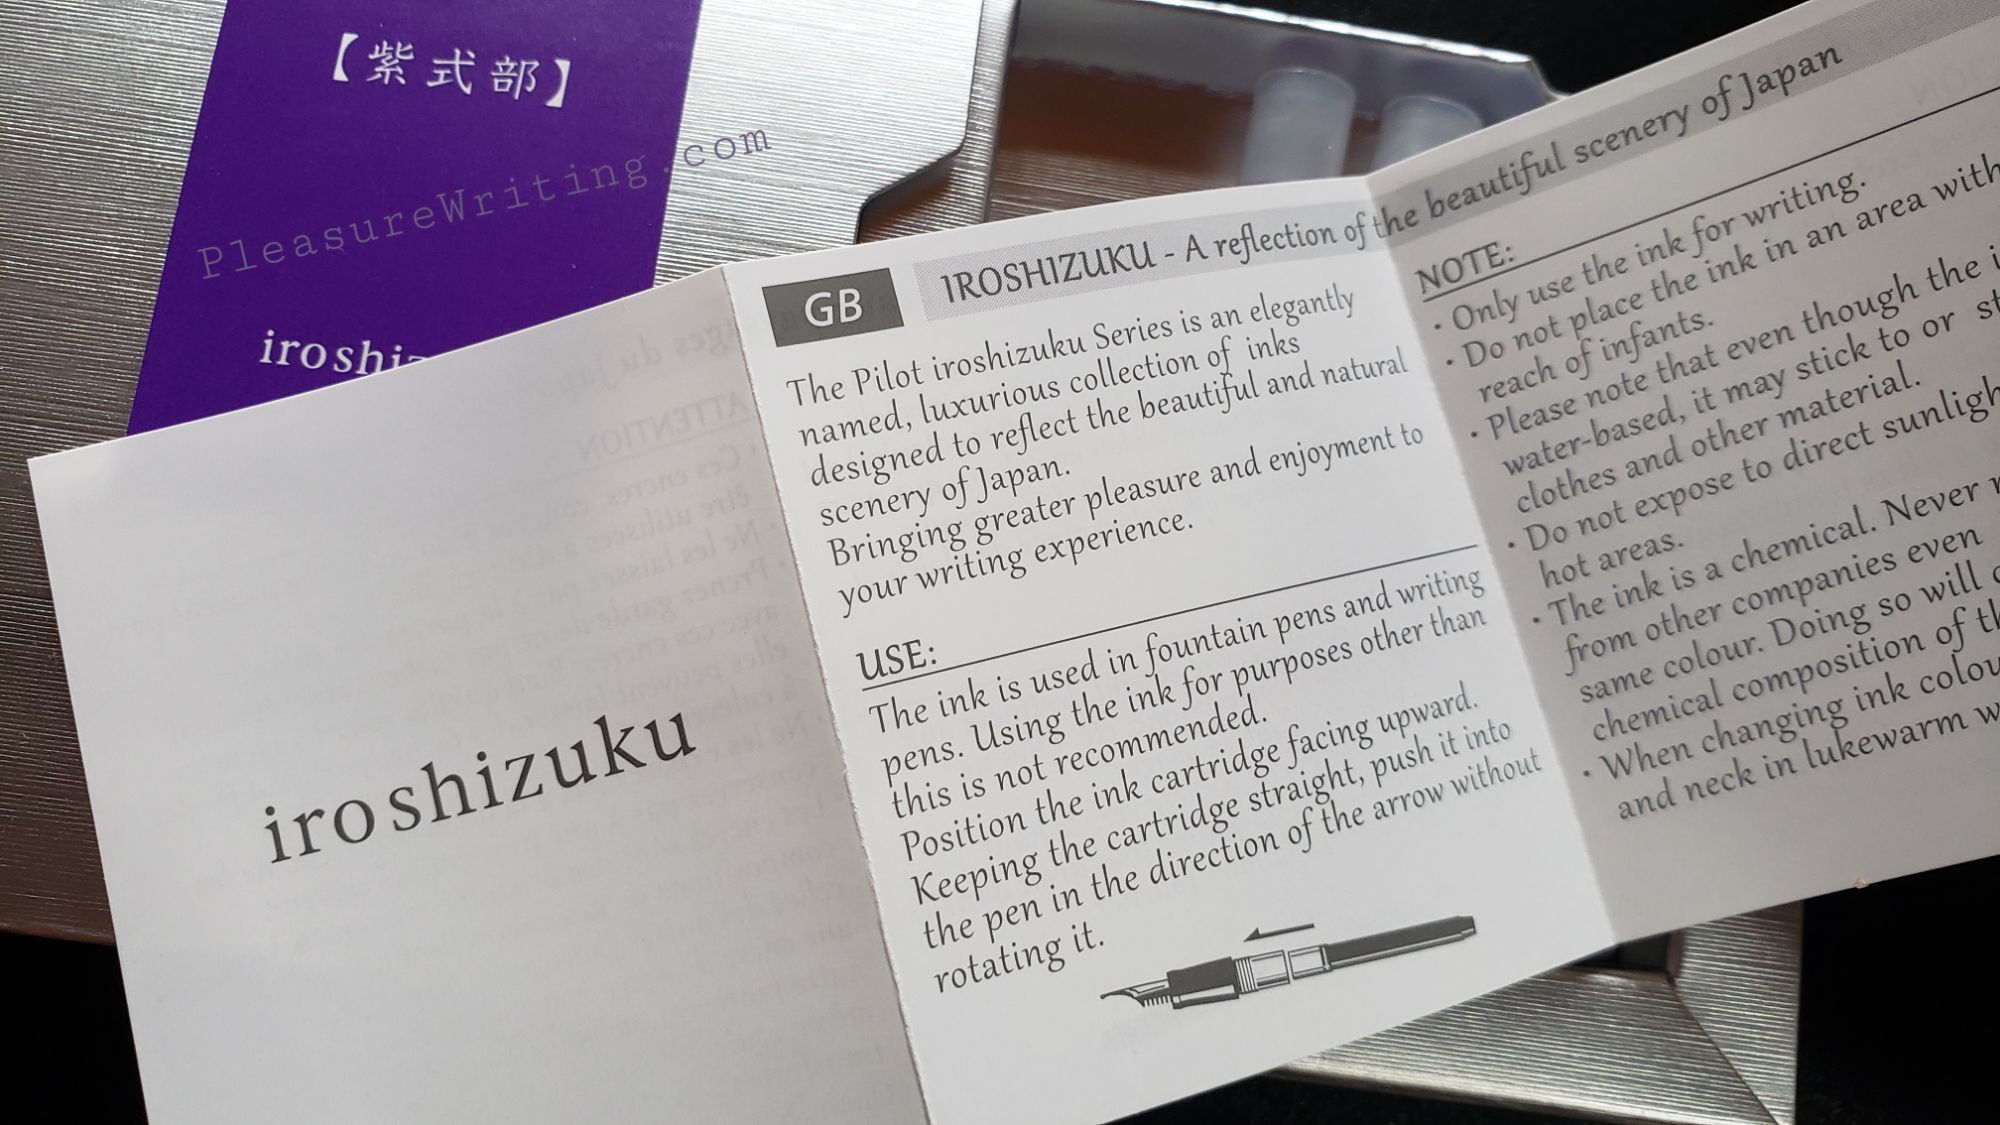 【紫式部】
PleasureWriting.com
iroshiz
iroshizuku
GB
IROSHIZUKU - A reflection of the beautiful scenery of Japan
The Pilot iroshizuku Series is an elegantly
named, luxurious collection of inks
designed to reflect the beautiful and natural
scenery of Japan.
Bringing greater pleasure and enjoyment to
your writing experience.
USE:
The ink is used in fountain pens and writing
pens. Using the ink for purposes other than
this is not recommended.
Position the ink cartridge facing upward.
Keeping the cartridge straight, push it into
the pen in the direction of the arrow without
rotating it.
NOTE:
• Only use the ink for writing.
• Do not place the ink in an area with
reach of infants.
• Please note that even though the
water-based, it may stick to or
clothes and other material.
• Do not expose to direct
hot areas.
• The ink is a chemical. Never
from other companies even
same colour. Doing so will
chemical composition of
• When changing ink
and neck in lukewarm
ATTENTION